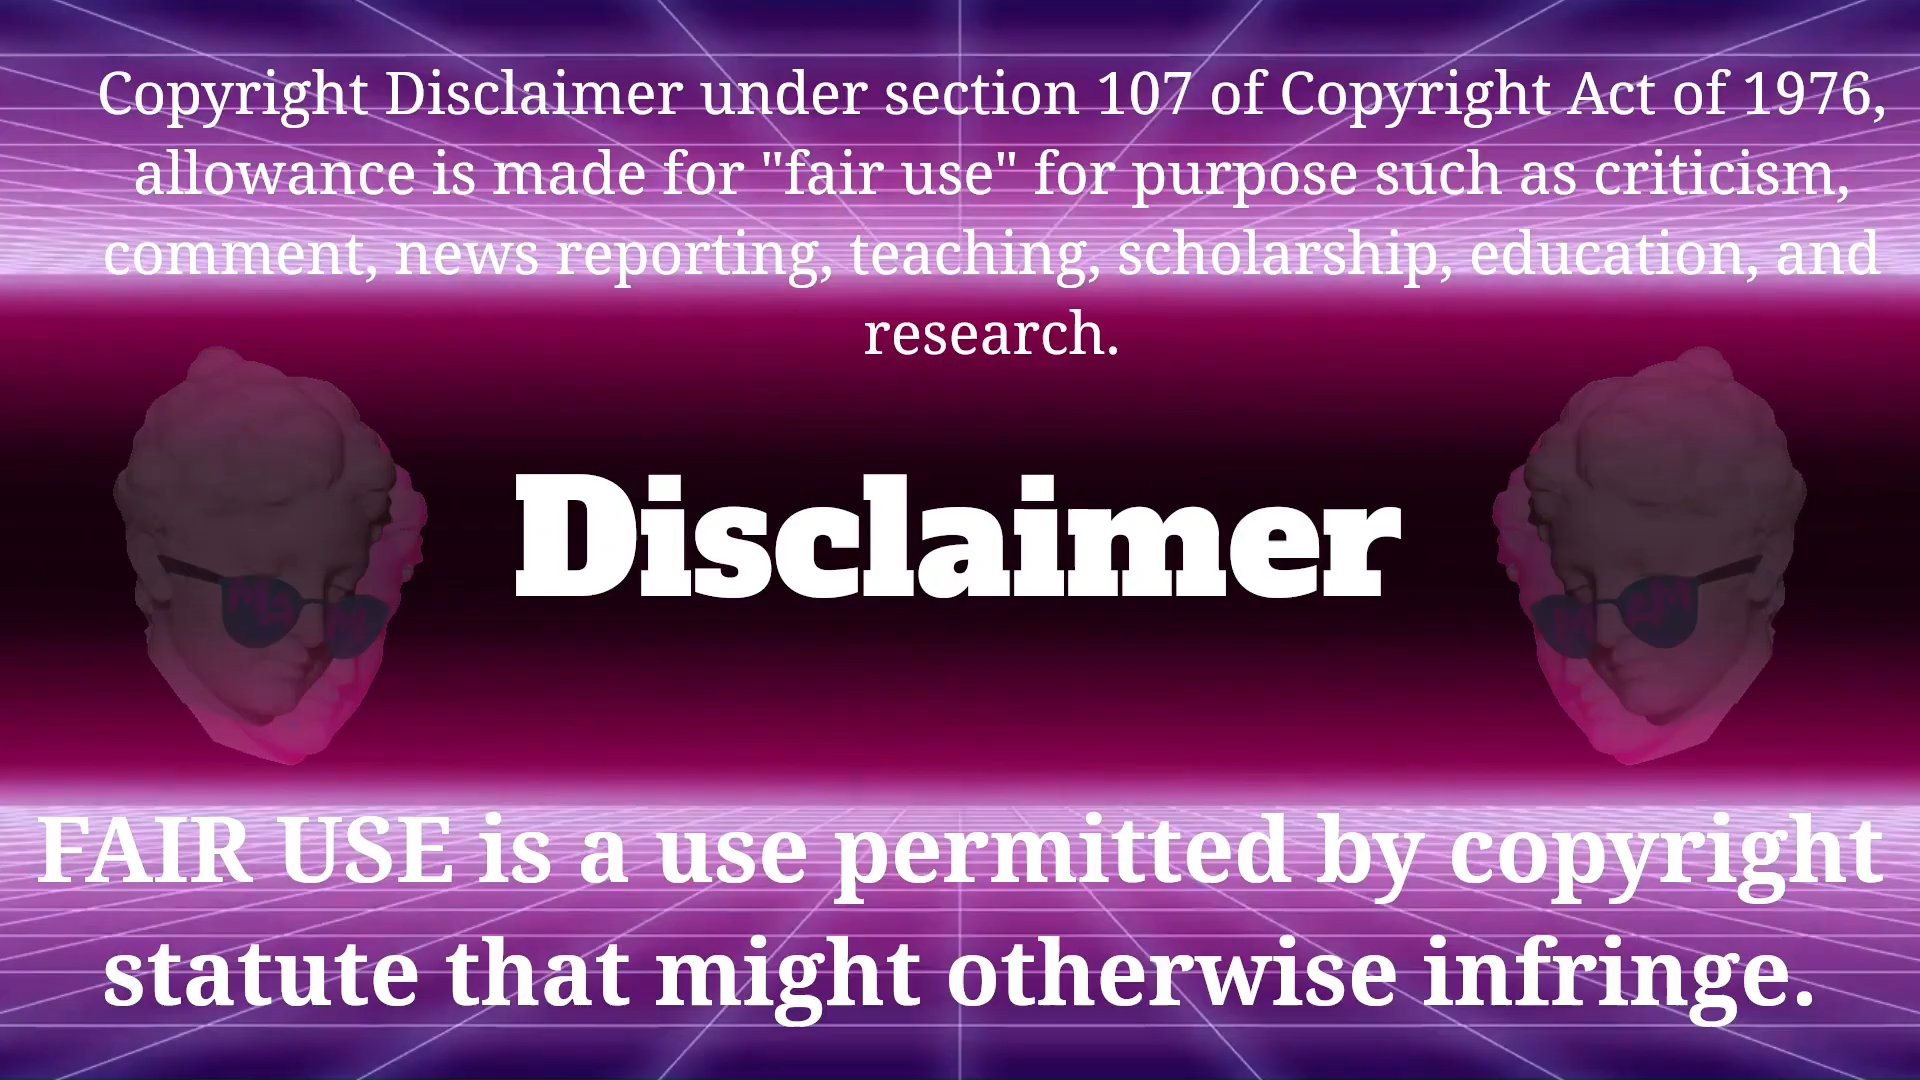 Copyright Disclaimer under section 107 of Copyright Act of 1976,
allowance is made for "fair use" for purpose such as criticism,
comment, news reporting, teaching, scholarship, education, and
research.
Disclaimer
FAIR USE is a use permitted by copyright
statute that might otherwise infringe.